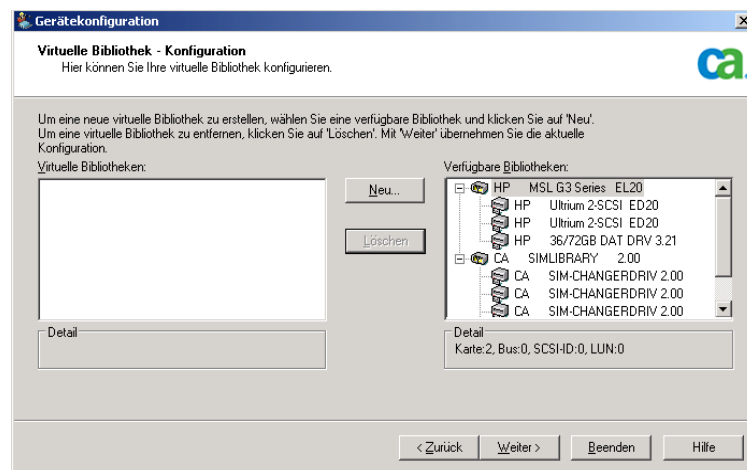 Gerätekonfiguration
Virtuelle Bibliothek - Konfiguration
Hier können Sie Ihre virtuelle Bibliothek konfigurieren.
ca
Um eine neue virtuelle Bibliothek zu erstellen, wählen Sie eine verfügbare Bibliothek und klicken Sie auf 'Neu'.
Um eine virtuelle Bibliothek zu entfernen, klicken Sie auf 'Löschen'. Mit 'Weiter' übernehmen Sie die aktuelle
Konfiguration.
Virtuelle Bibliotheken:
Verfügbare Bibliotheken:
Neu...
Löschen
HP MSL G3 Series EL20
HP Ultrium 2-SCSI ED20
HP Ultrium 2-SCSI ED20
HP 36/72GB DAT DRV 3.21
CA SIMLIBRARY 2.00
CA SIM-CHANGERDRIV 2.00
CA SIM-CHANGERDRIV 2.00
CA SIM-CHANGERDRIV 2.00
Detail
Detail
Karte:2, Bus:0, SCSI-ID:0, LUN:0
< Zurück
Weiter >
Beenden
Hilfe